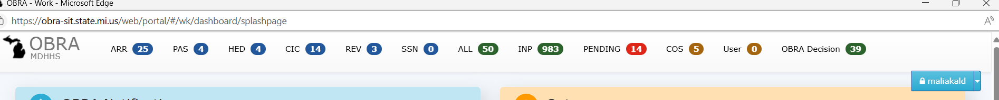 OBRA - Work - Microsoft Edge
https://obra-sit.state.mi.us/web/portal/#/wk/dashboard/splashpage
OBRA
MDHHS
ARR 25 PAS 4 HED 4 CIC 14 REV 3 SSN 0 ALL 50 INP 983 PENDING 14 COS 5 User 0 OBRA Decision 39
maliakald